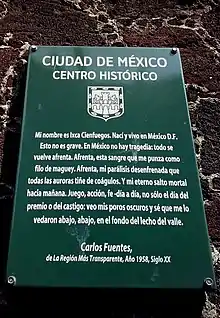 CIUDAD DE MÉXICO
CENTRO HISTÓRICO
Mi nombre es Ixca Cienfuegos. Nací y vivo en México D.F.
Esto no es grave. En México no hay tragedia: todo se
vuelve afrenta. Afrenta, esta sangre que me punza como
filo de maguey. Afrenta, mi parálisis desenfrenada que
todas las auroras tiñe de coágulos. Y mi eterno salto mortal
hacia mañana. Juego, acción, fe -día a día, no sólo el día del
premio o del castigo: veo mis poros oscuros y sé que me lo
vedaron abajo, abajo, en el fondo del lecho del valle.
Carlos Fuentes,
de La Región Más Transparente, Año 1958, Siglo XX